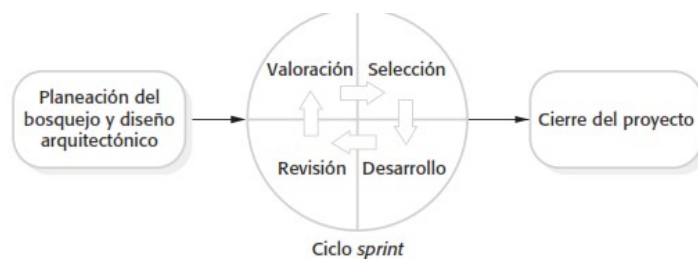 Planeación del
bosquejo y diseño
arquitectónico
Valoración
Selección
Revisión
Desarrollo
Ciclo sprint
Cierre del proyecto